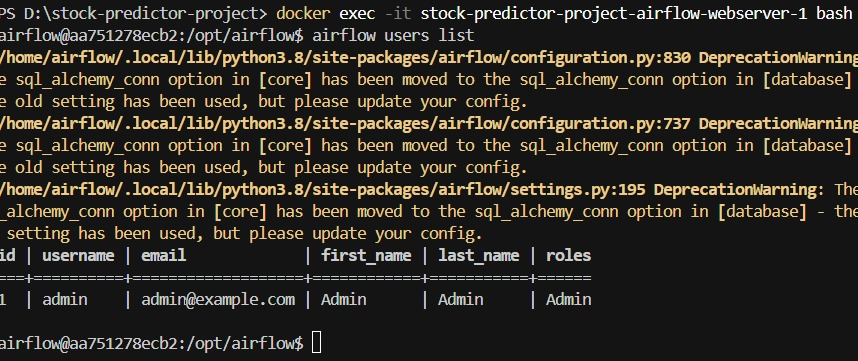 PS D:\stock-predictor-project> docker exec -it stock-predictor-project-airflow-webserver-1 bash
airflow@aa751278ecb2:/opt/airflow$ airflow users list
/home/airflow/.local/lib/python3.8/site-packages/airflow/configuration.py:830 DeprecationWarning
e sql_alchemy_conn option in [core] has been moved to the sql_alchemy_conn option in [database]
e old setting has been used, but please update your config.
/home/airflow/.local/lib/python3.8/site-packages/airflow/configuration.py:737 DeprecationWarning
e sql_alchemy_conn option in [core] has been moved to the sql_alchemy_conn option in [database]
e old setting has been used, but please update your config.
/home/airflow/.local/lib/python3.8/site-packages/airflow/settings.py:195 DeprecationWarning: The
_alchemy_conn option in [core] has been moved to the sql_alchemy_conn option in [database] - the
 setting has been used, but please update your config.
id | username | email             | first_name | last_name | roles
===+==========+===================+============+===========+======
1  | admin    | admin@example.com | Admin      | Admin     | Admin
airflow@aa751278ecb2:/opt/airflow$